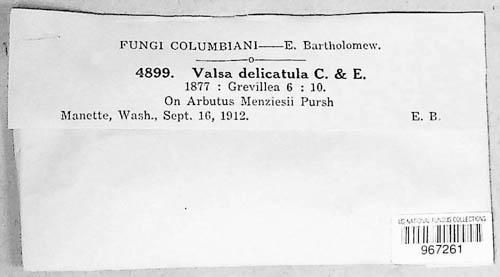 FUNGI COLUMBIANI—E. Bartholomew.
4899. Valsa delicatula C. & E.
1877 : Grevillea 6 : 10.
On Arbutus Menziesii Pursh
Manette, Wash., Sept. 16, 1912. E. B.
US NATIONAL FUNGUS COLLECTIONS
967261